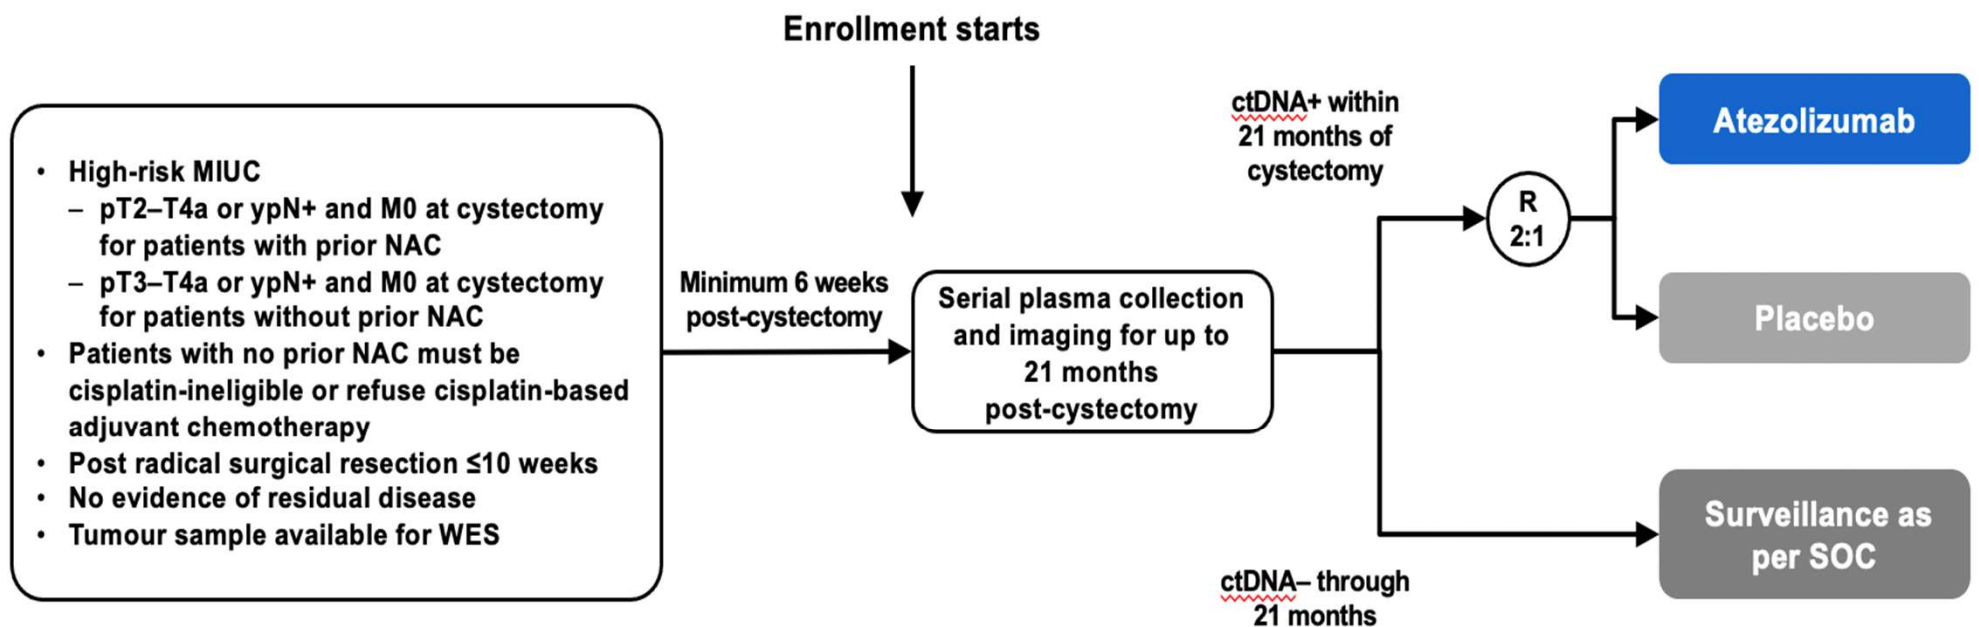 Enrollment starts
• High-risk MIUC
– pT2–T4a or ypN+ and M0 at cystectomy
for patients with prior NAC
– pT3–T4a or ypN+ and M0 at cystectomy
for patients without prior NAC
• Patients with no prior NAC must be
cisplatin-ineligible or refuse cisplatin-based
adjuvant chemotherapy
• Post radical surgical resection ≤10 weeks
• No evidence of residual disease
• Tumour sample available for WES
Minimum 6 weeks
post-cystectomy
Serial plasma collection
and imaging for up to
21 months
post-cystectomy
ctDNA+ within
21 months of
cystectomy
R
2:1
Atezolizumab
Placebo
ctDNA– through
21 months
Surveillance as
per SOC